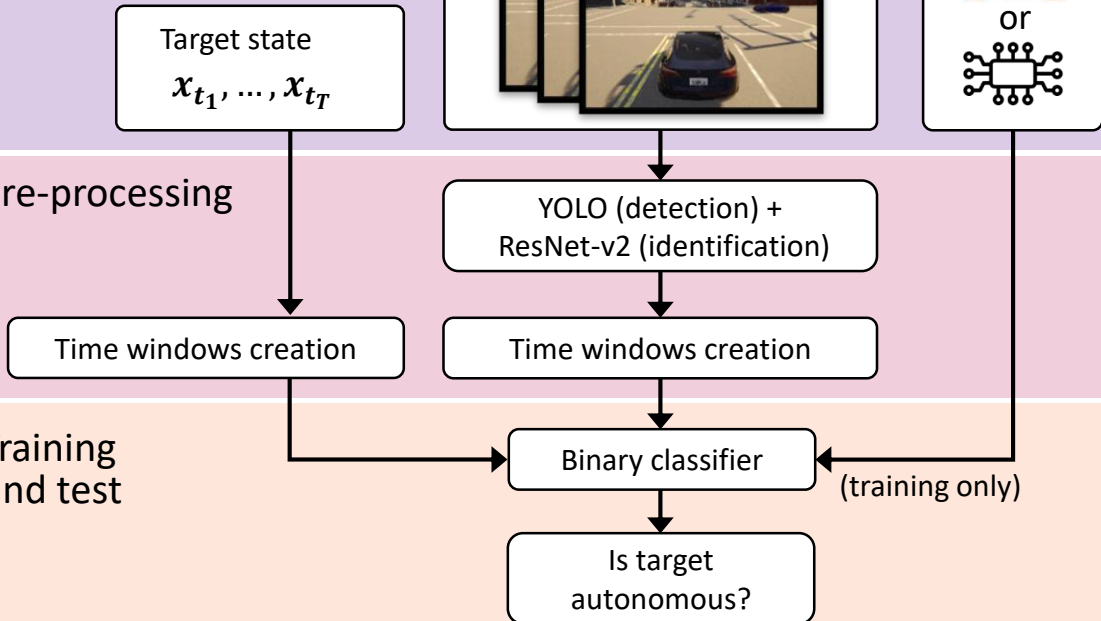 or
Target state
x_{t_1}, ..., x_{t_T}
re-processing
YOLO (detection) +
ResNet-v2 (identification)
Time windows creation
Time windows creation
raining
nd test
Binary classifier
(training only)
Is target
autonomous?